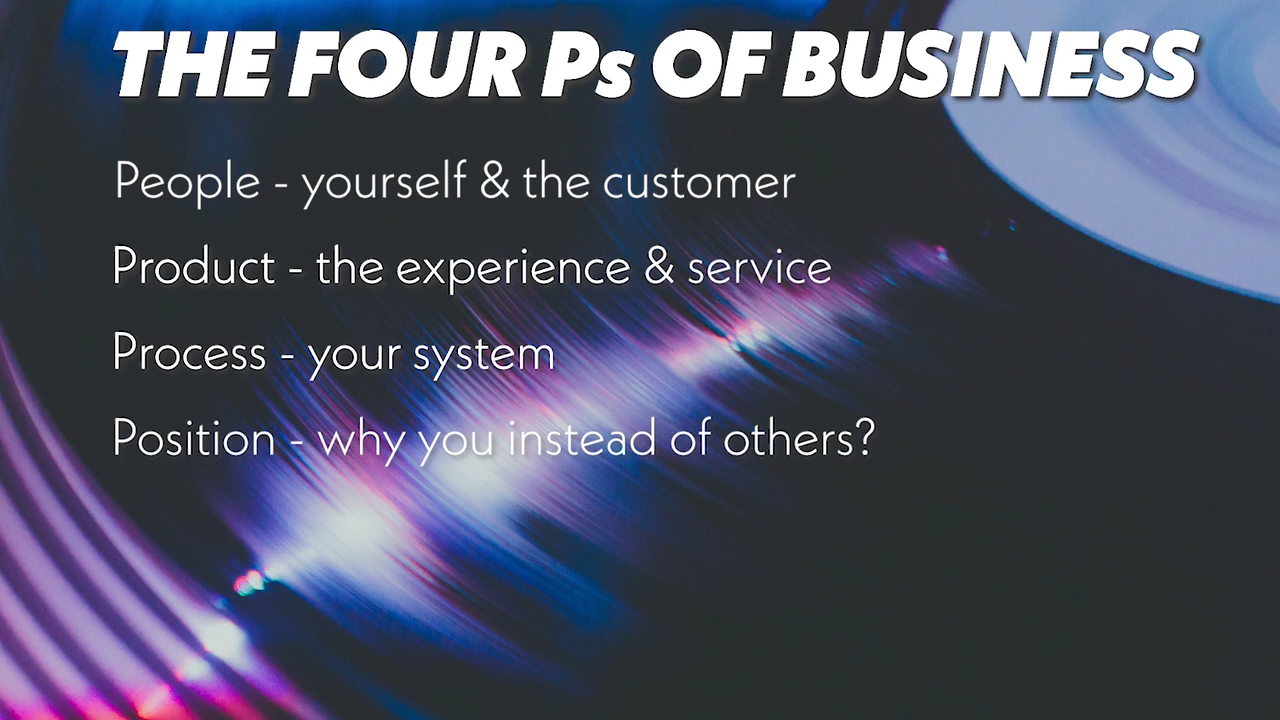 THE FOUR Ps OF BUSINESS
People - yourself & the customer
Product - the experience & service
Process - your system
Position - why you instead of others?